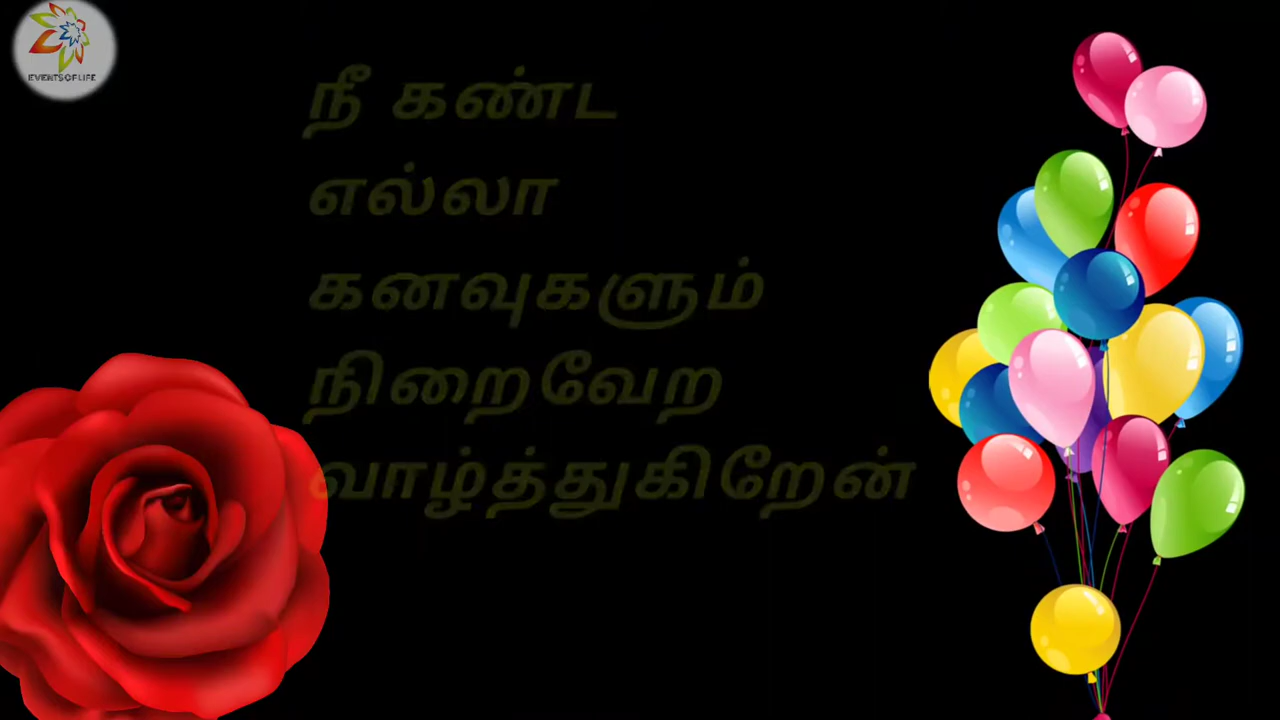 EVENTSOFLIFE
நீ கண்ட
எல்லா
கனவுகளும்
நிறைவேற
வாழ்த்துகிறேன்